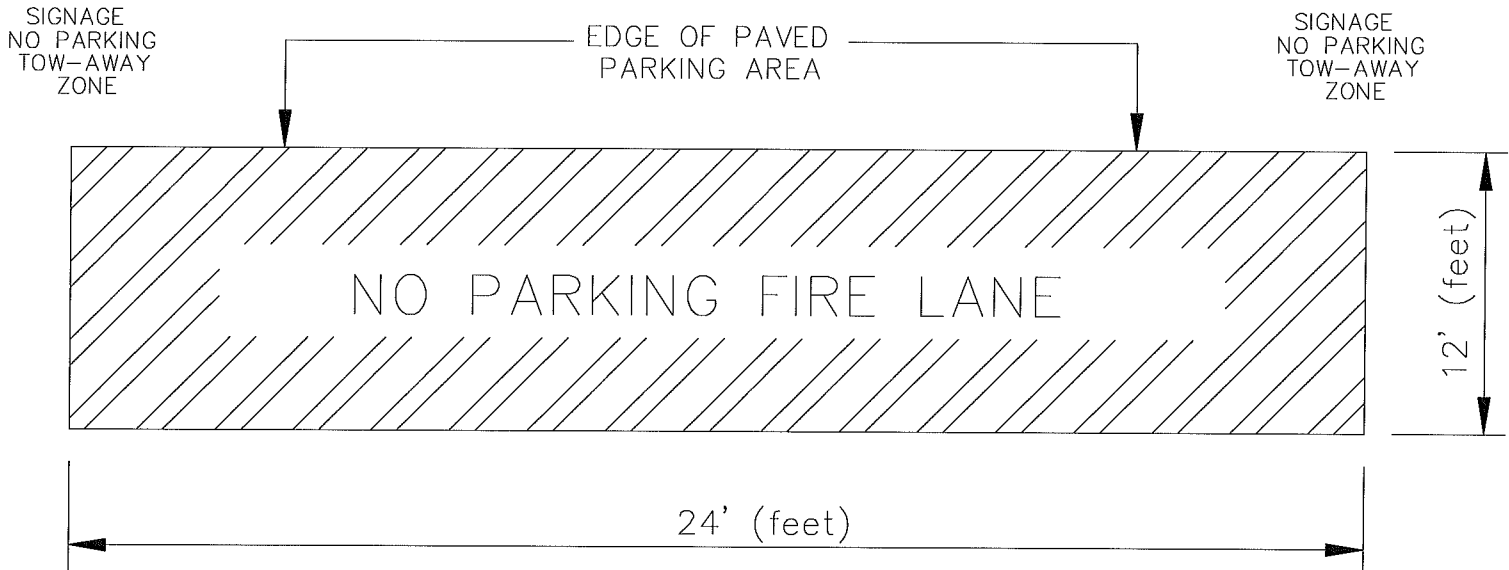 SIGNAGE
NO PARKING
TOW-AWAY
ZONE
EDGE OF PAVED
PARKING AREA
SIGNAGE
NO PARKING
TOW-AWAY
ZONE
NO PARKING FIRE LANE
12' (feet)
24' (feet)